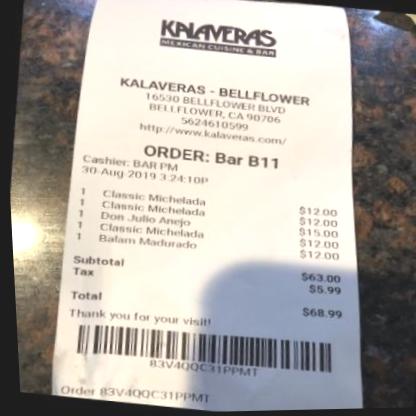 KALAVERAS
MEXICAN CUISINE & BAR
KALAVERAS - BELLFLOWER
16530 BELLFLOWER BLVD
BELLFLOWER, CA 90706
5624610599
http://www.kalaveras.com/
ORDER: Bar B11
Cashier: BAR PM
30-Aug-2019 3:24:10P
1 Classic Michelada $12.00
1 Classic Michelada $12.00
1 Don Julio Anejo $15.00
1 Classic Michelada $12.00
1 Balam Madurado $12.00
Subtotal $63.00
Tax $5.99
Total $68.99
Thank you for your visit!
83V4QQC31PPMT
Order 83V4QQC31PPMT